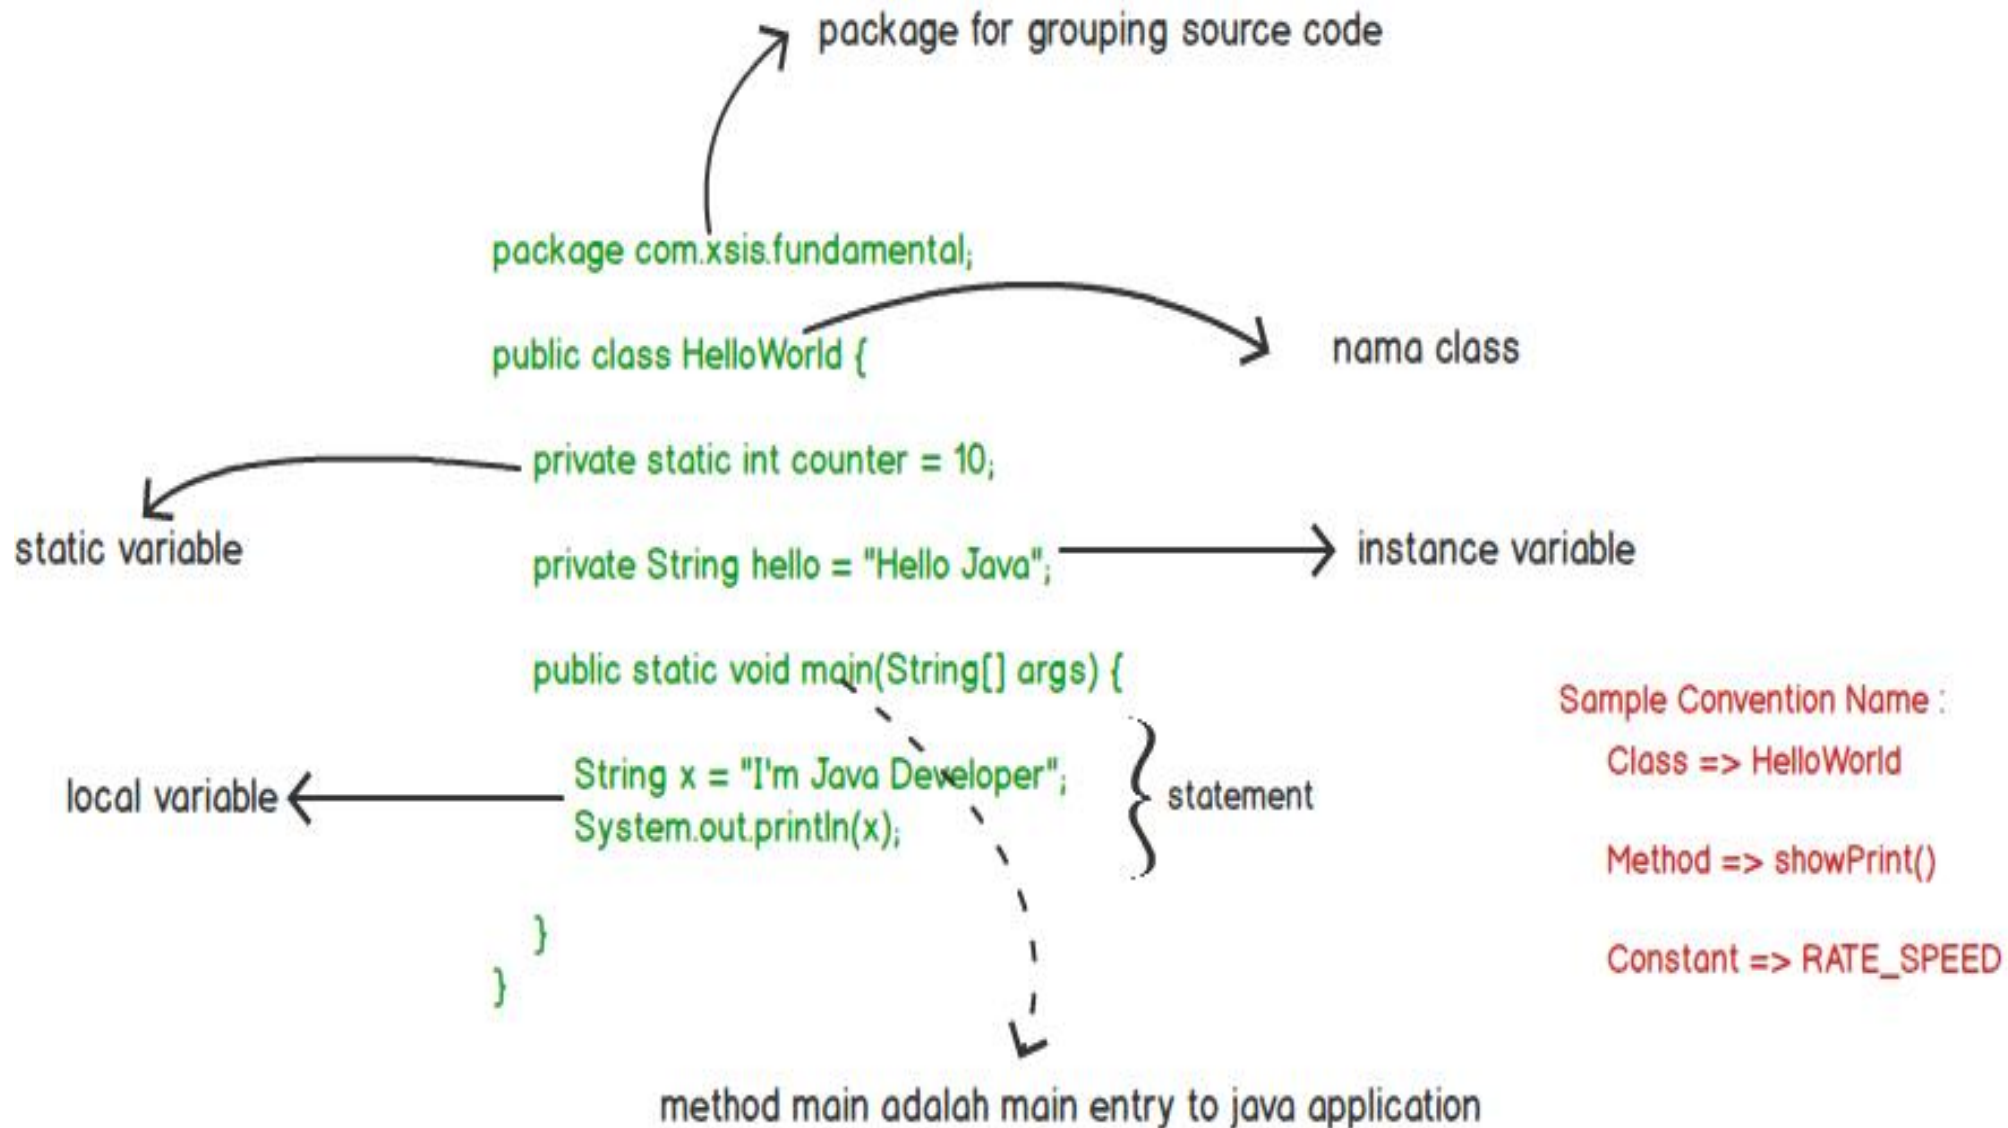 package for grouping source code
package com.xsis.fundamental;
public class HelloWorld {
nama class
private static int counter = 10;
static variable
private String hello = "Hello Java";
instance variable
public static void main(String[] args) {
String x = "I'm Java Developer";
local variable
statement
System.out.println(x);
}
}
method main adalah main entry to java application
Sample Convention Name :
Class => HelloWorld
Method => showPrint()
Constant => RATE_SPEED